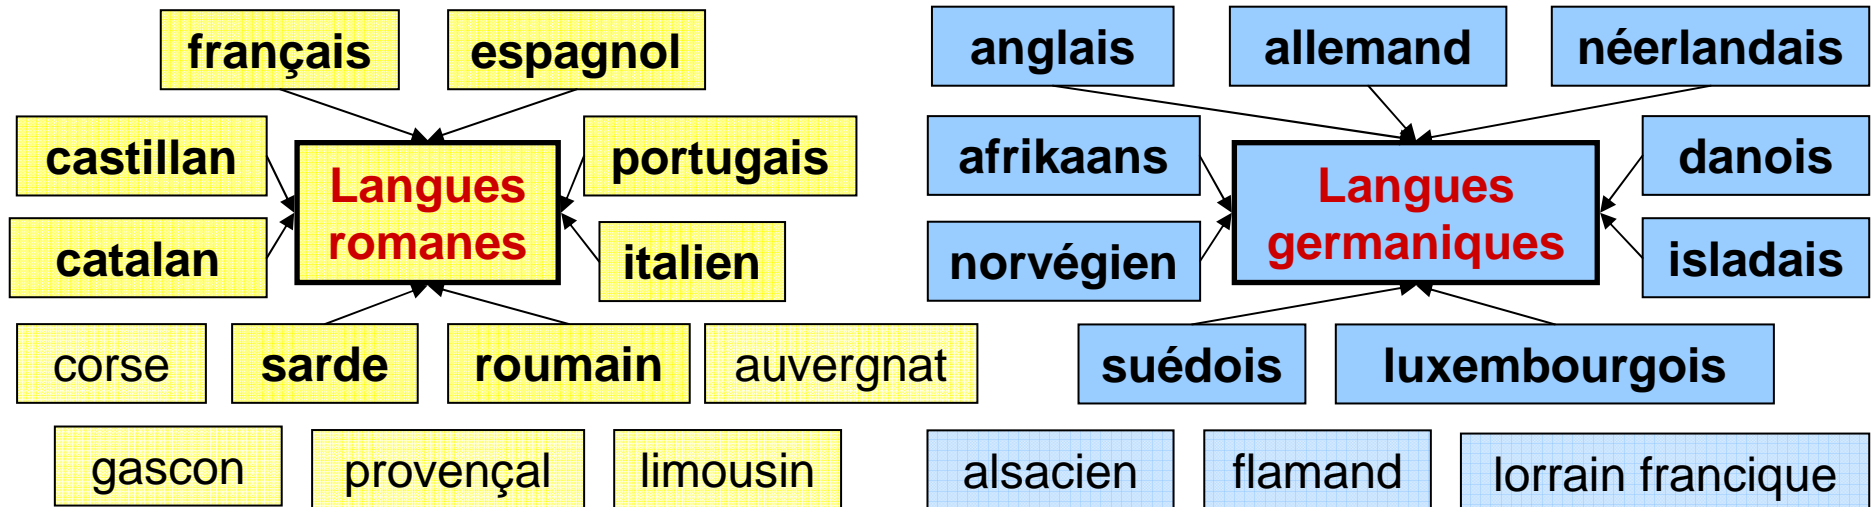 français
espagnol
castillan
Langues
romanes
portugais
catalan
italien
corse
sarde
roumain
auvergnat
gascon
provençal
limousin
anglais
allemand
néerlandais
afrikaans
Langues
germaniques
danois
norvégien
isladais
suédois
luxembourgois
alsacien
flamand
lorrain francique